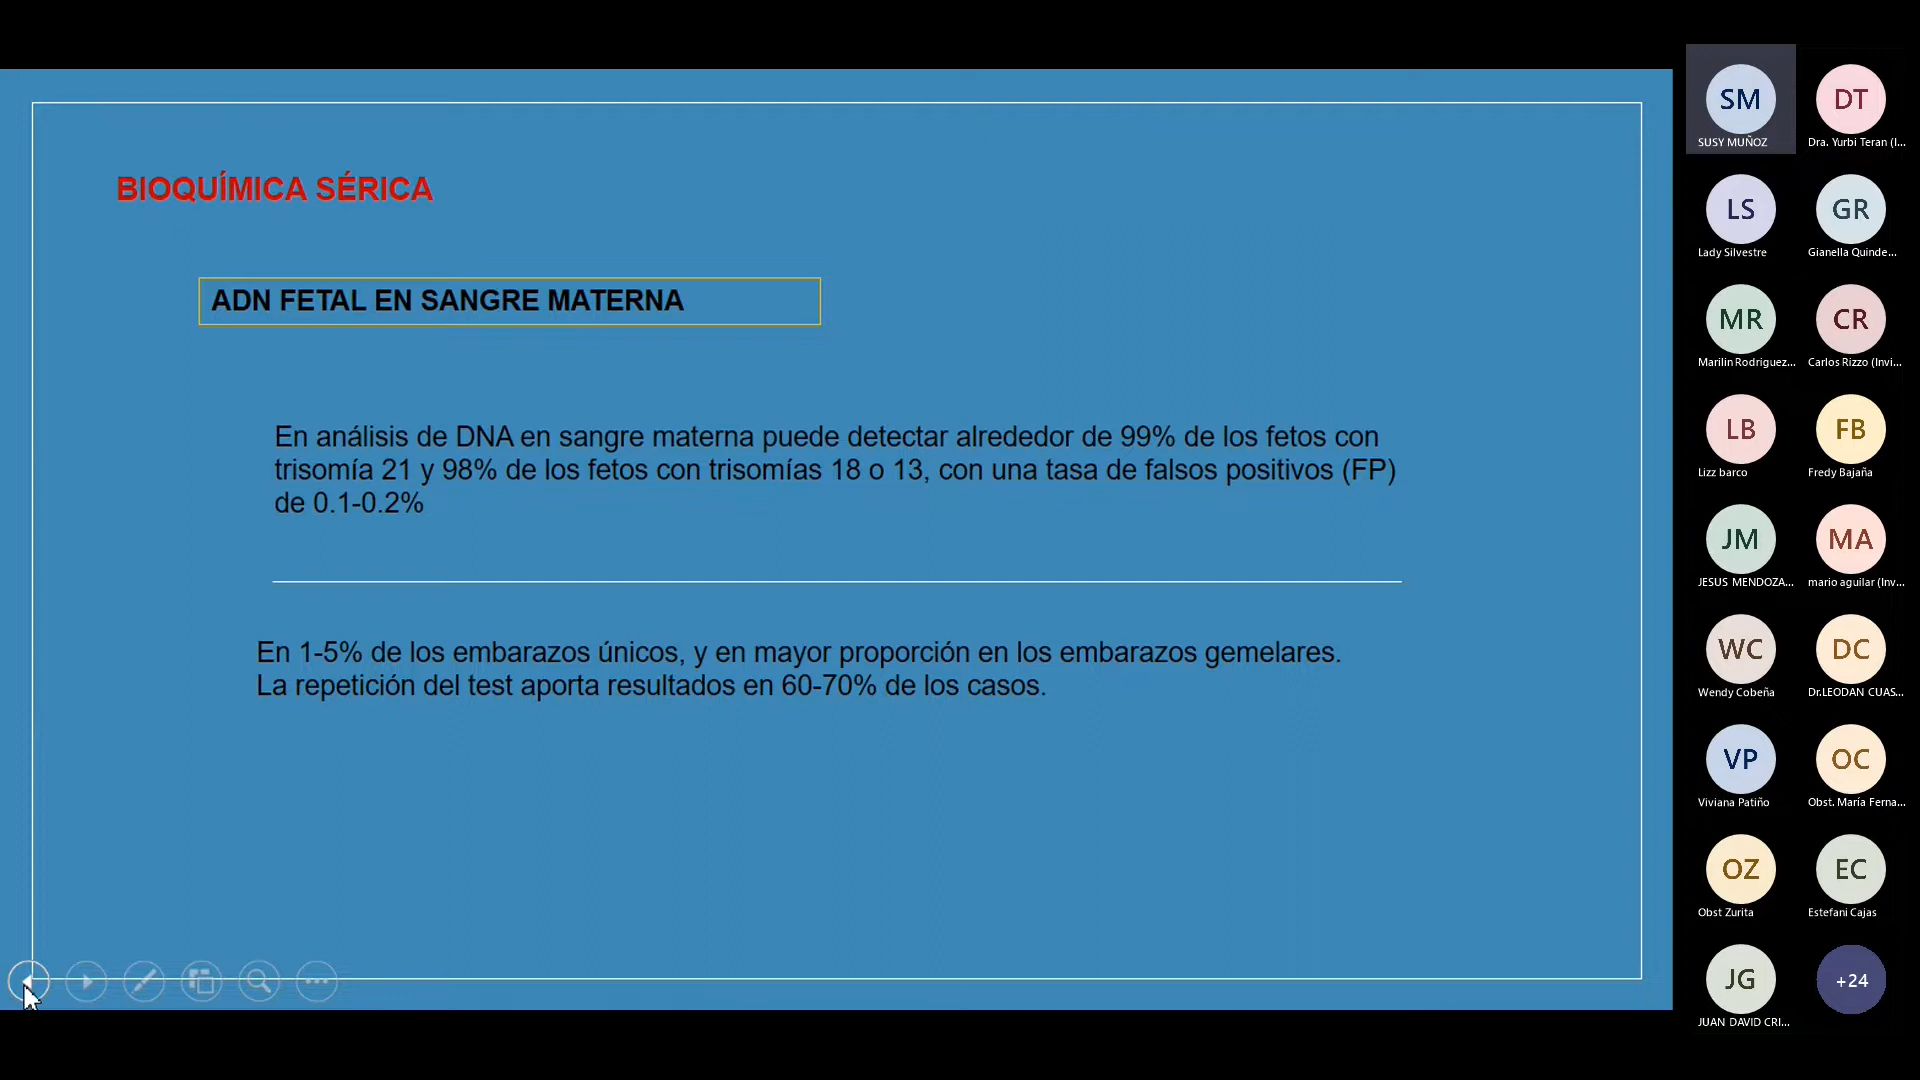 BIOQUÍMICA SÉRICA
ADN FETAL EN SANGRE MATERNA
En análisis de DNA en sangre materna puede detectar alrededor de 99% de los fetos con
trisomía 21 y 98% de los fetos con trisomías 18 o 13, con una tasa de falsos positivos (FP)
de 0.1-0.2%
En 1-5% de los embarazos únicos, y en mayor proporción en los embarazos gemelares.
La repetición del test aporta resultados en 60-70% de los casos.
SM
SUSY MUÑOZ
DT
Dra. Yurbi Teran (I...
LS
Lady Silvestre
GR
Gianella Quinde...
MR
Marilin Rodriguez...
CR
Carlos Rizzo (Invi...
LB
Lizz barco
FB
Fredy Bajaña
JM
JESUS MENDOZA...
MA
mario aguilar (Inv...
WC
Wendy Cobeña
DC
Dr.LEODAN CUAS...
VP
Viviana Patiño
OC
Obst. María Ferna...
OZ
Obst Zurita
EC
Estefani Cajas
JG
JUAN DAVID CRI...
+24